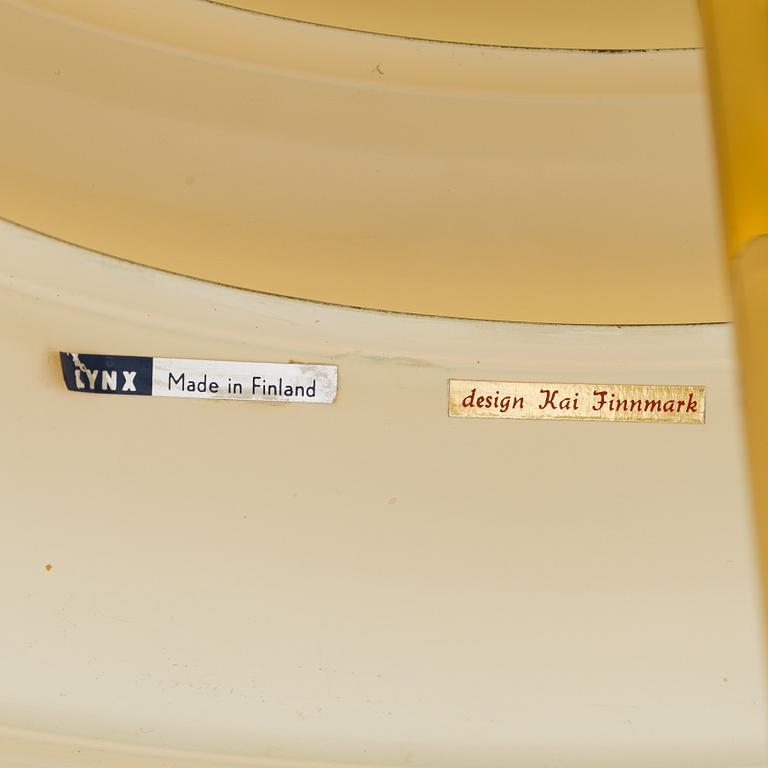 LYNX Made in Finland
design Kai Finnmark